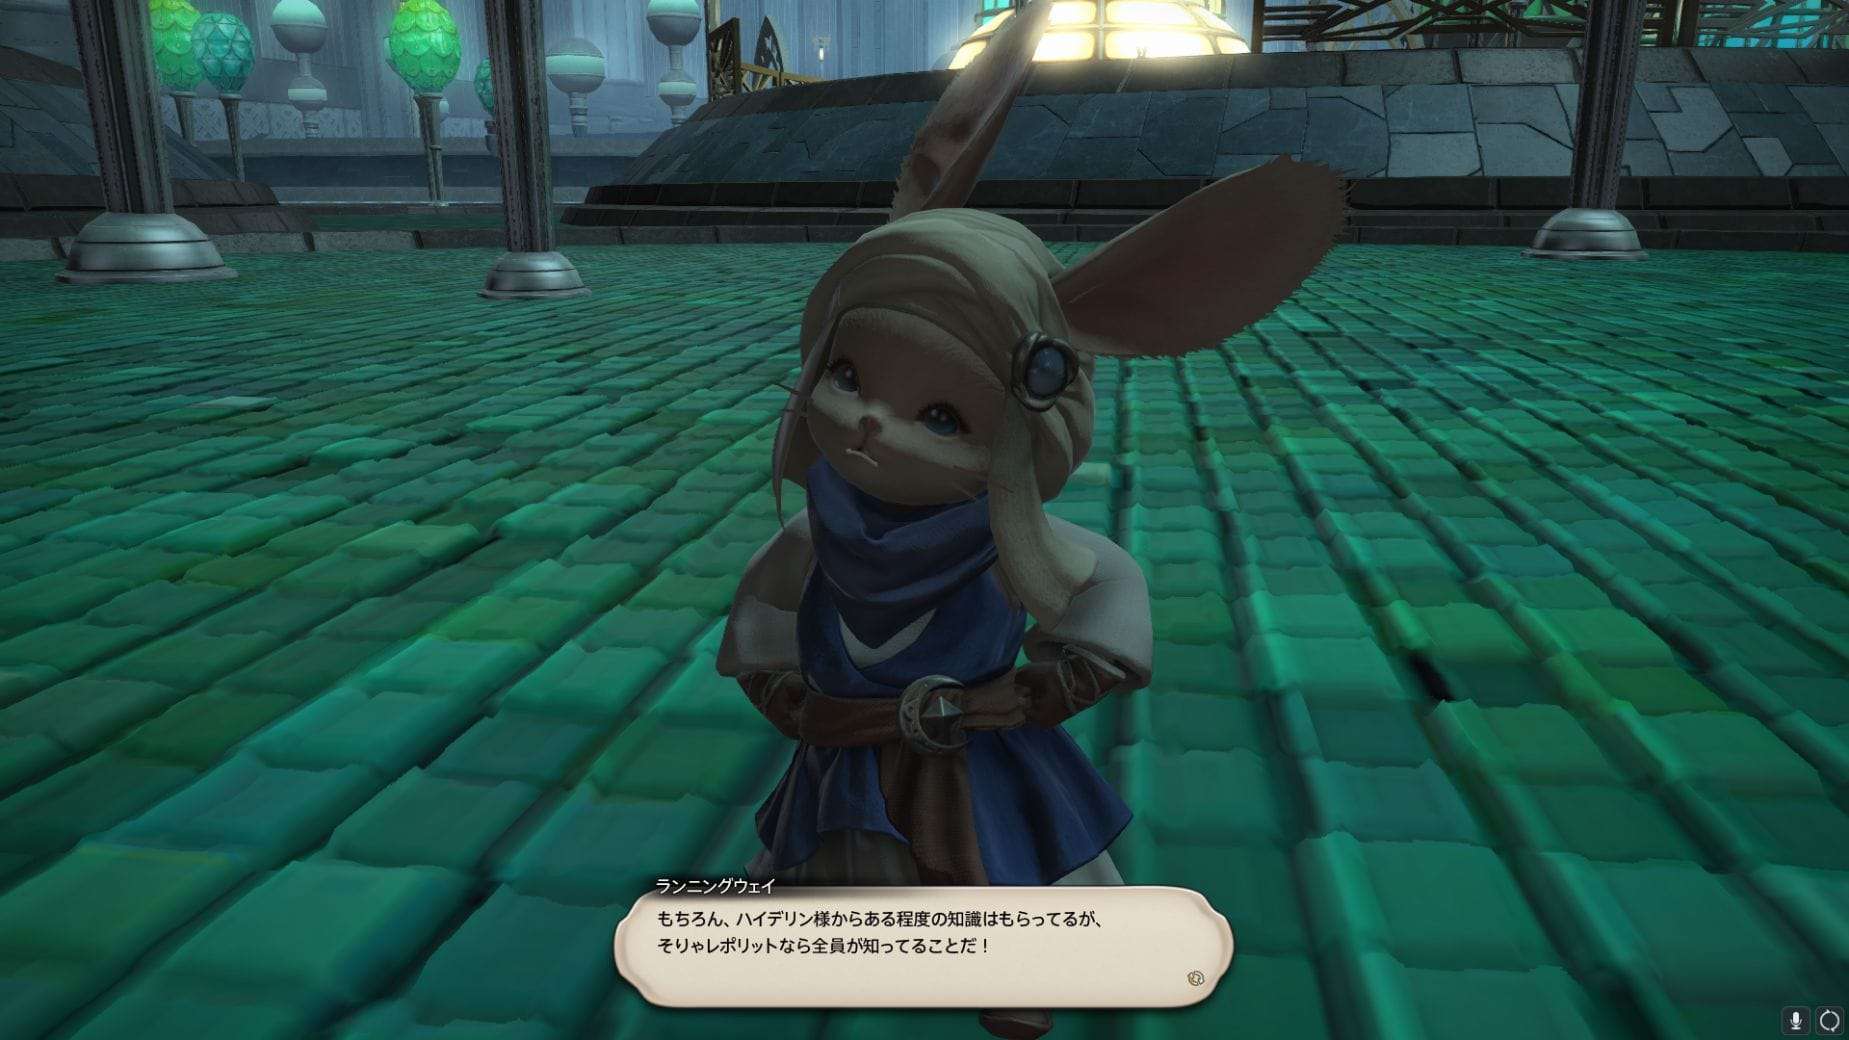 ランニングウェイ
もちろん、ハイデリン様からある程度の知識はもらってるが、
そりゃレポリットなら全員が知ってることだ！